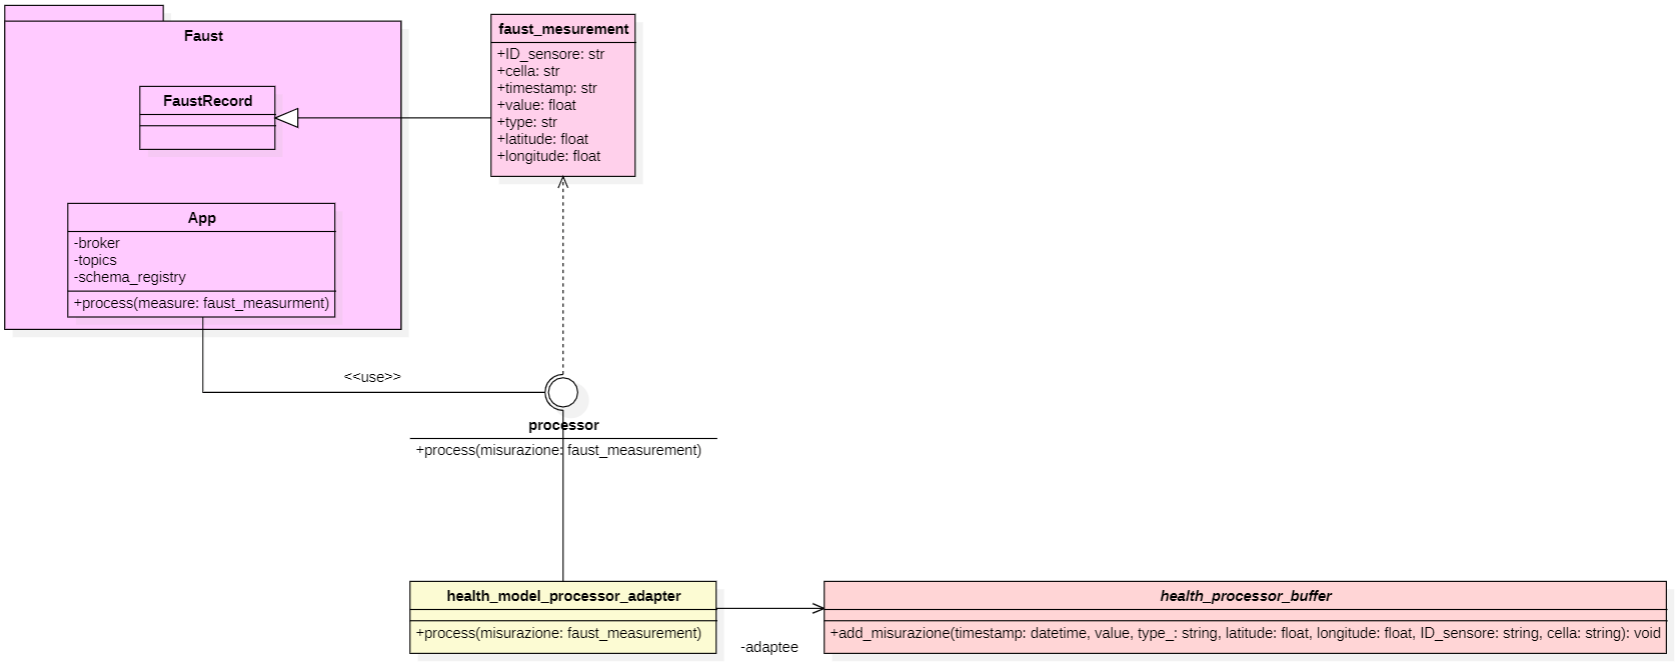 Faust
FaustRecord
faust_mesurement
+ID_sensore: str
+cella: str
+timestamp: str
+value: float
+type: str
+latitude: float
+longitude: float
App
-broker
-topics
-schema_registry
+process(measure: faust_measurment)
<<use>>
processor
+process(misurazione: faust_measurement)
health_model_processor_adapter
+process(misurazione: faust_measurement)
-adaptee
health_processor_buffer
+add_misurazione(timestamp: datetime, value, type_: string, latitude: float, longitude: float, ID_sensore: string, cella: string): void